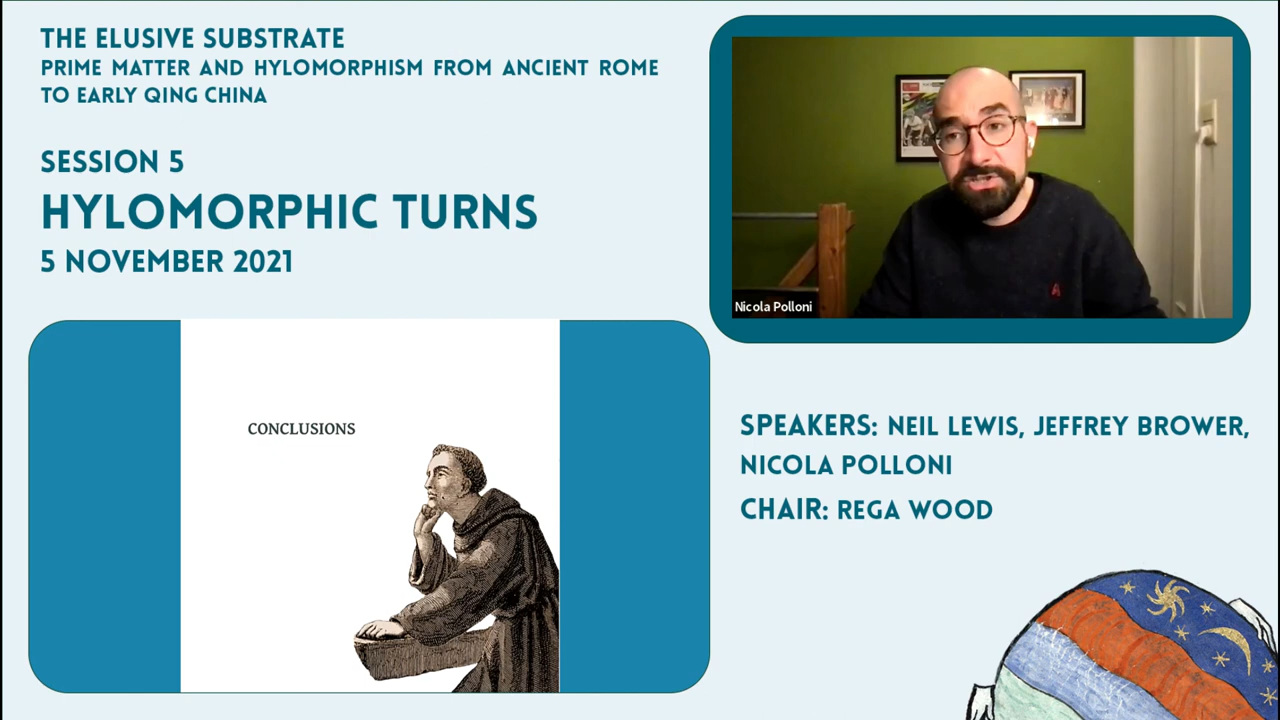 THE ELUSIVE SUBSTRATE
PRIME MATTER AND HYLOMORPHISM FROM ANCIENT ROME
TO EARLY QING CHINA
SESSION 5
HYLOMORPHIC TURNS
5 NOVEMBER 2021
Nicola Polloni
CONCLUSIONS
SPEAKERS: NEIL LEWIS, JEFFREY BROWER,
NICOLA POLLONI
CHAIR: REGA WOOD